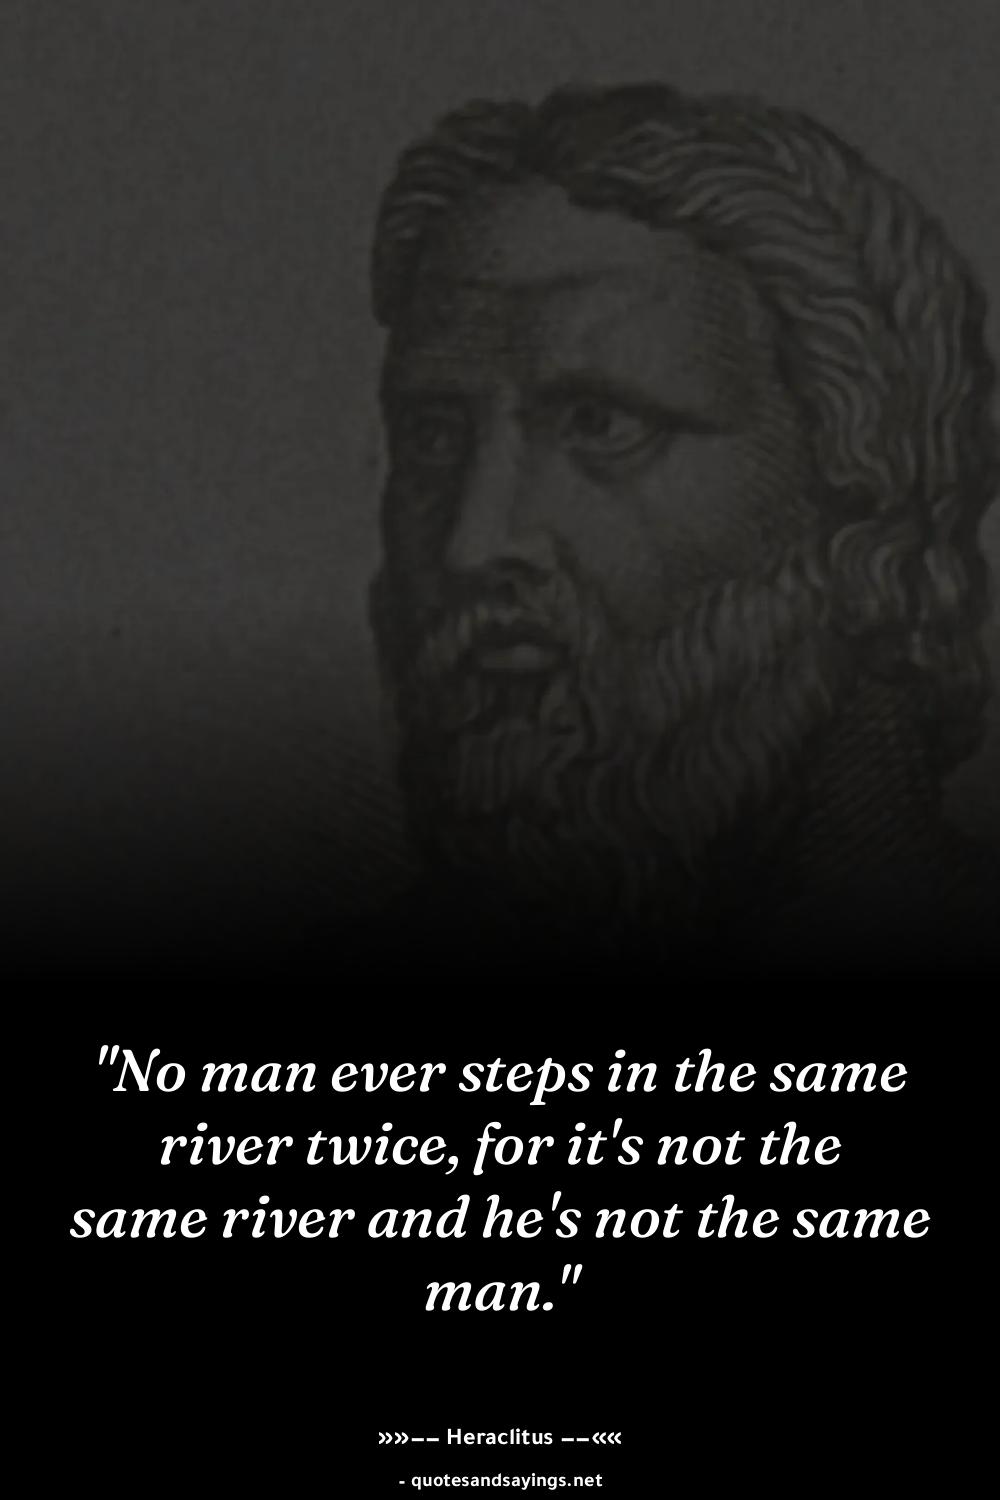 "No man ever steps in the same
river twice, for it's not the
same river and he's not the same
man."
»»–– Heraclitus ––««
- quotesandsayings.net